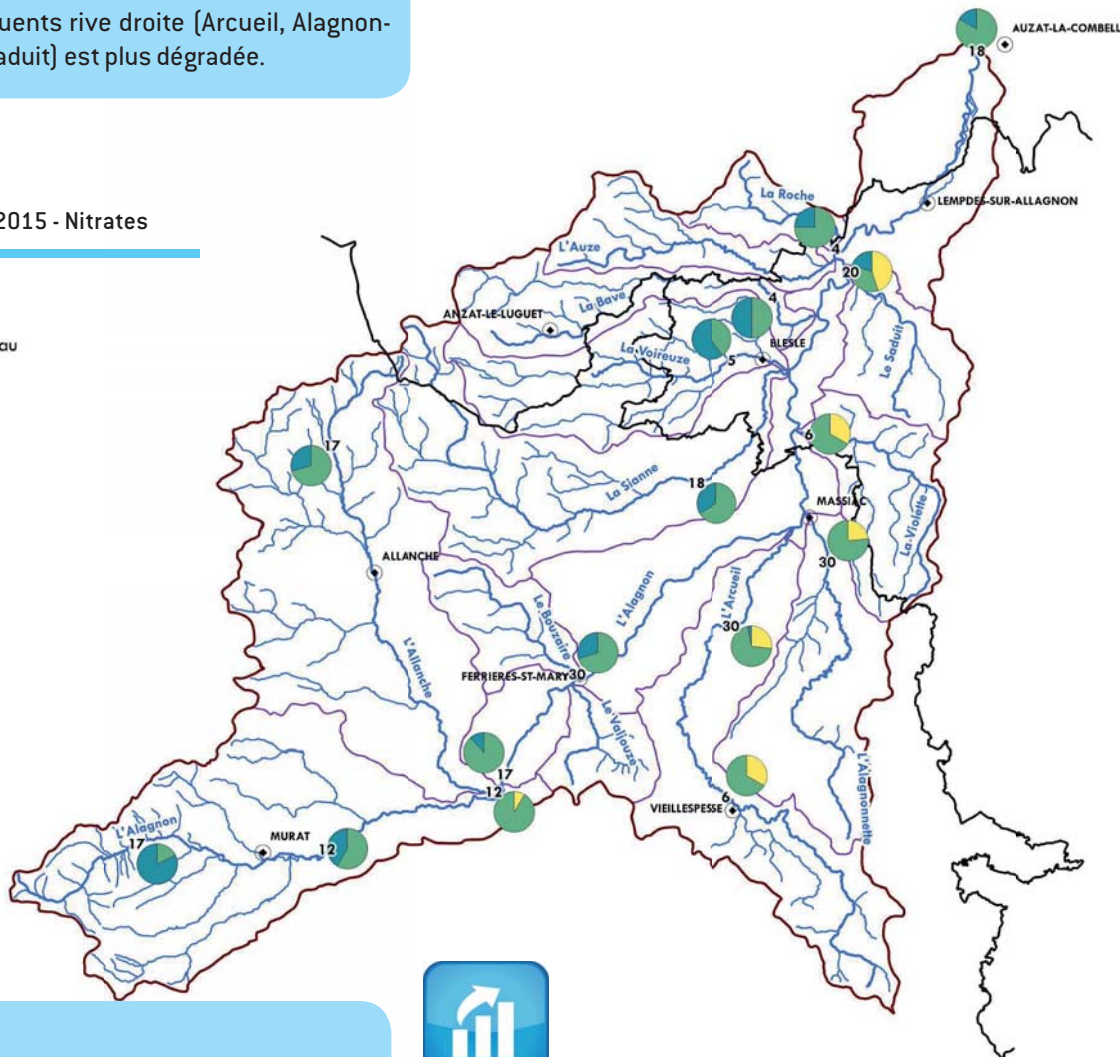 uents rive droite (Arcueil, Alagnon-
aduit) est plus dégradée.
2015 - Nitrates
au
AUZAT-LA-COMBELL
18
LEMPDES-SUR-ALLAGNON
La Roche
4
L'Auze
20
La Bave
4
ANZAT-LE-LUGUET
BLESLE
La Voireuze
5
Le Saduit
6
17
La Sianne
18
MASSIAC
La Violette
30
ALLANCHE
L'Alagnon
L'Arcueil
Le Bouzaire
30
L'Allanche
FERRIERES-ST-MARY
30
Le Valjouze
17
12
L'Alagnonnette
6
VIEILLESPESSE
L'Alagnon
17
MURAT
12